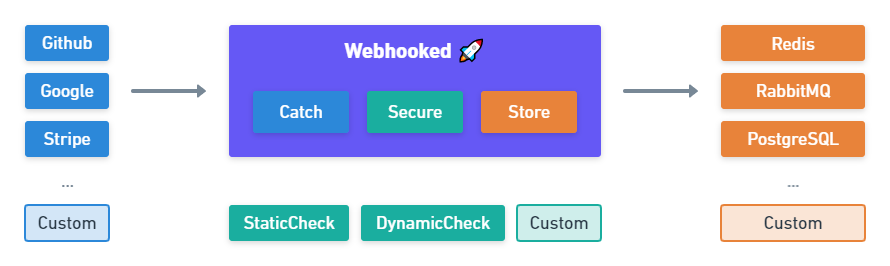 Github
Google
Stripe
...
Custom
Webhooked 🚀
Catch
Secure
Store
StaticCheck
DynamicCheck
Custom
Redis
RabbitMQ
PostgreSQL
...
Custom